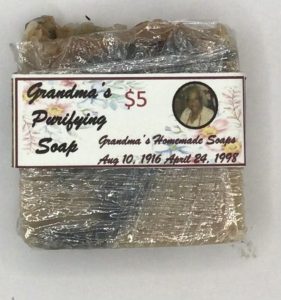 Grandma's
Purifying
Soap
$5
Grandma's Homemade Soaps
Aug 10, 1916 April 24, 1998